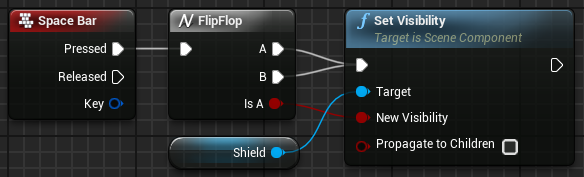 Space Bar
Pressed
Released
Key
FlipFlop
A
B
Is A
Shield
Set Visibility
Target is Scene Component
Target
New Visibility
Propagate to Children